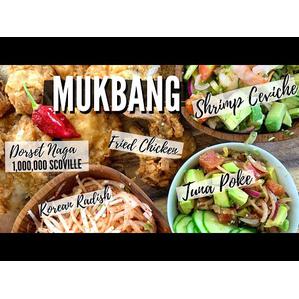 MUKBANG
Shrimp Ceviche
Dorset Naga
1,000,000 SCOVILLE
Fried Chicken
Korean Radish
Tuna Poke